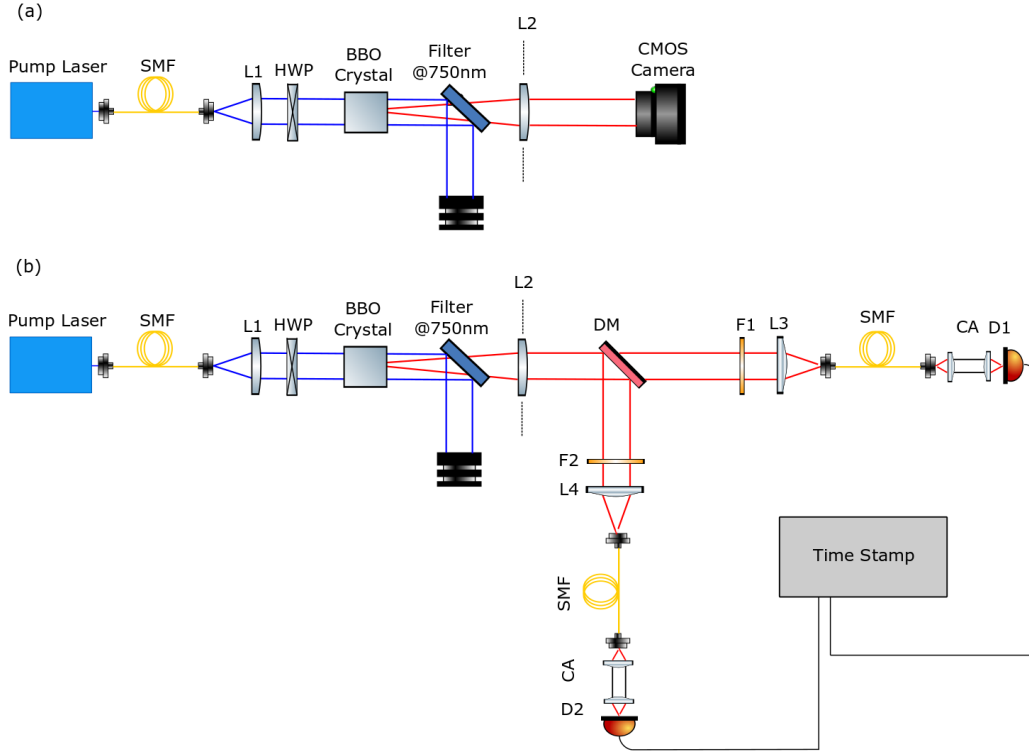 (a)
L2
Pump Laser
SMF
L1
HWP
BBO
Crystal
Filter
@750nm
CMOS
Camera
(b)
L2
Pump Laser
SMF
L1
HWP
BBO
Crystal
Filter
@750nm
DM
F1
L3
SMF
CA
D1
F2
L4
SMF
CA
D2
Time Stamp